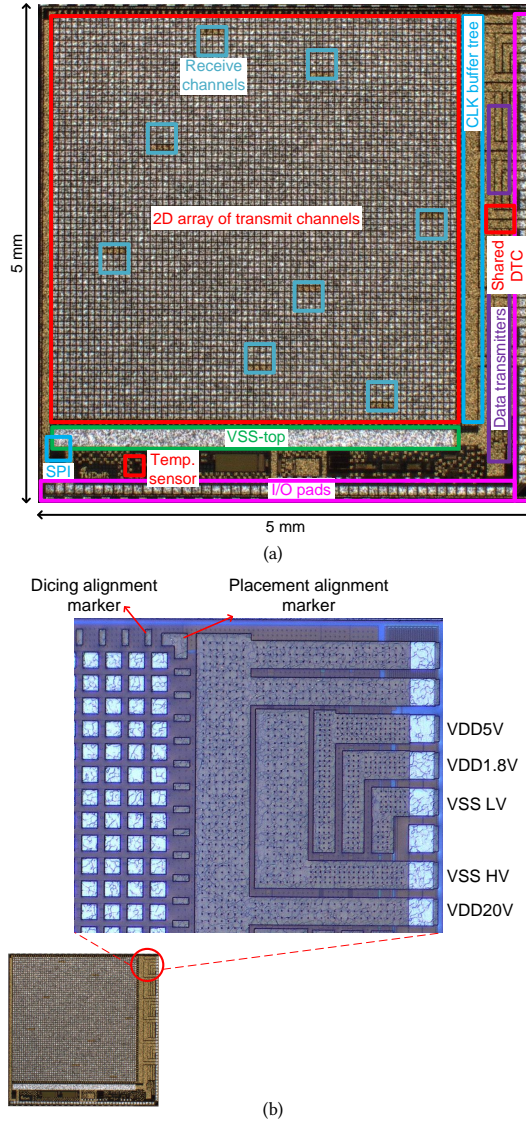 Receive
channels
2D array of transmit channels
CLK buffer tree
Shared
DTC
Data transmitters
VSS-top
SPI
Temp.
sensor
I/O pads
5 mm
5 mm
(a)
Dicing alignment
marker
Placement alignment
marker
VDD5V
VDD1.8V
VSS LV
VSS HV
VDD20V
(b)